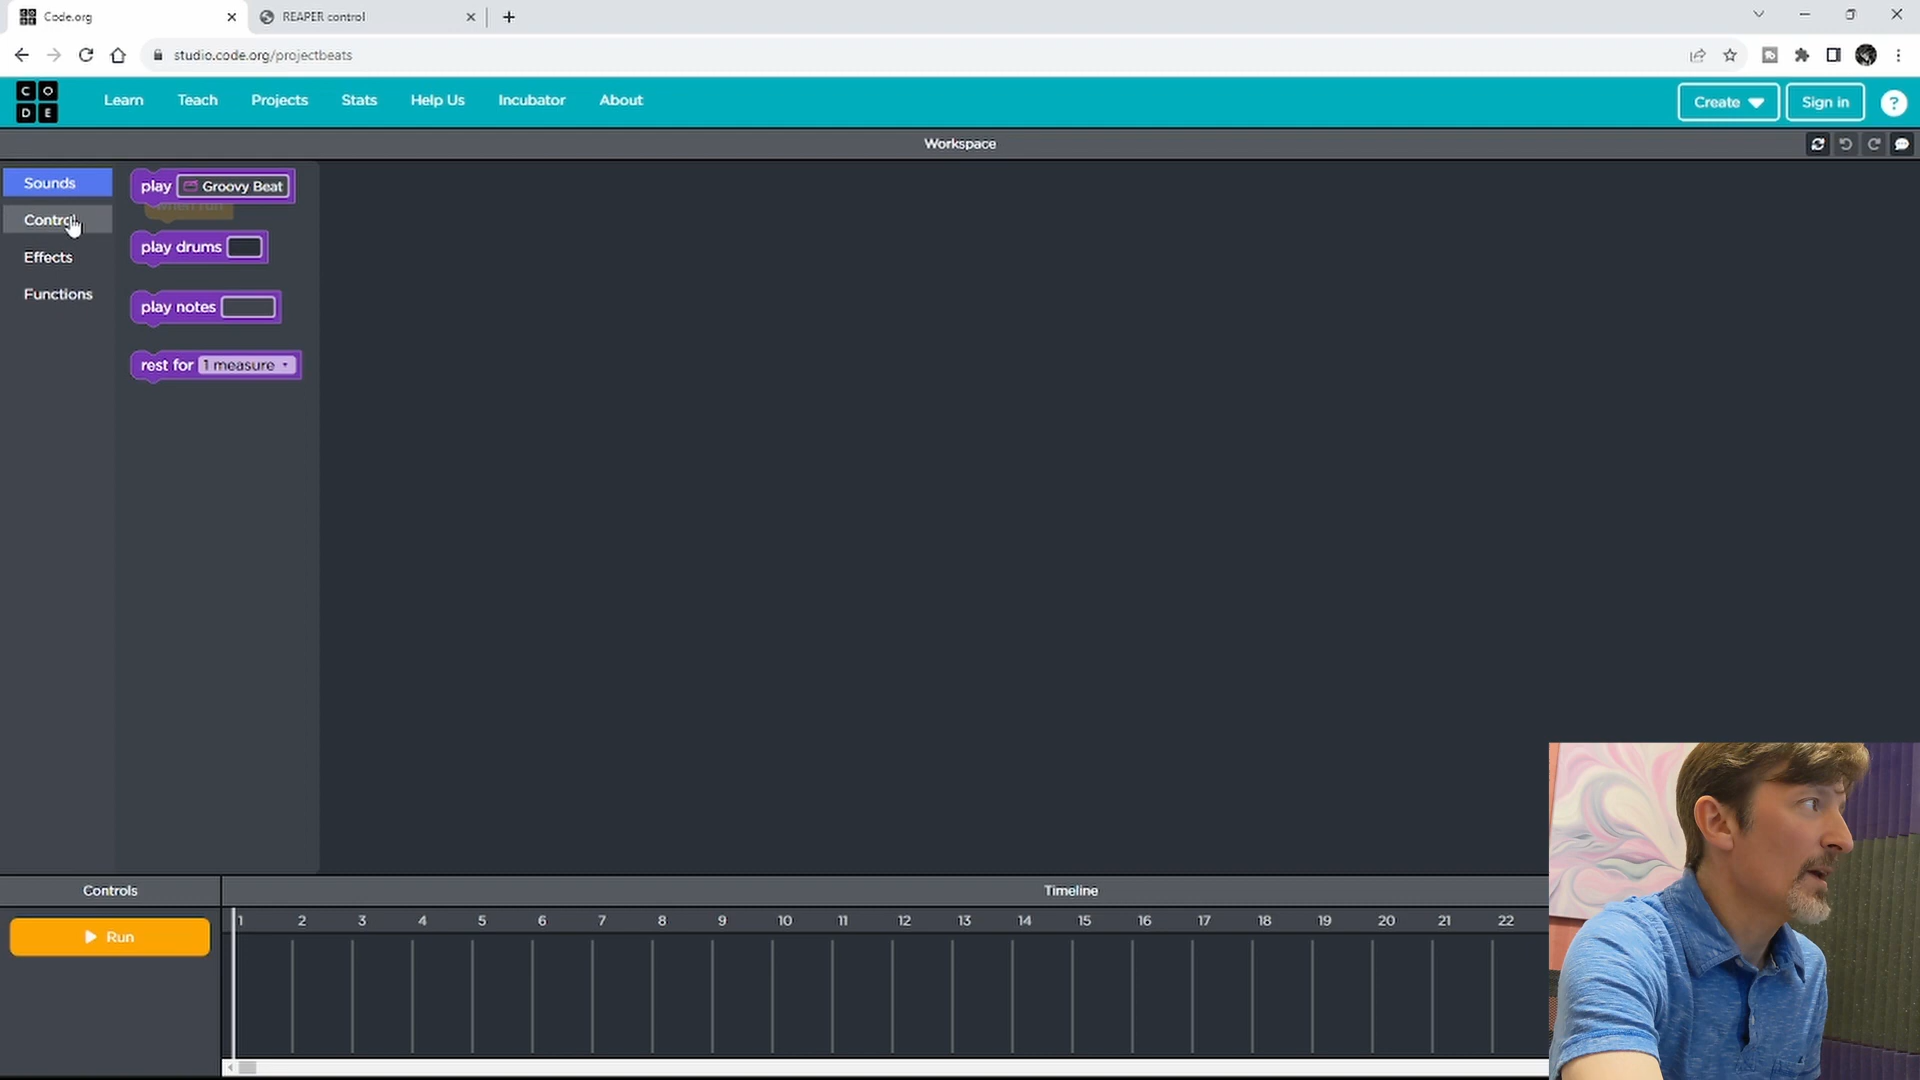 Code.org
REAPER control
studio.code.org/projectbeats
CODE
Learn
Teach
Projects
Stats
Help Us
Incubator
About
Create
Sign in
?
Workspace
Sounds
Control
Effects
Functions
play Groovy Beat
when run
play drums
play notes
rest for 1 measure
Controls
Timeline
Run
1 2 3 4 5 6 7 8 9 10 11 12 13 14 15 16 17 18 19 20 21 22